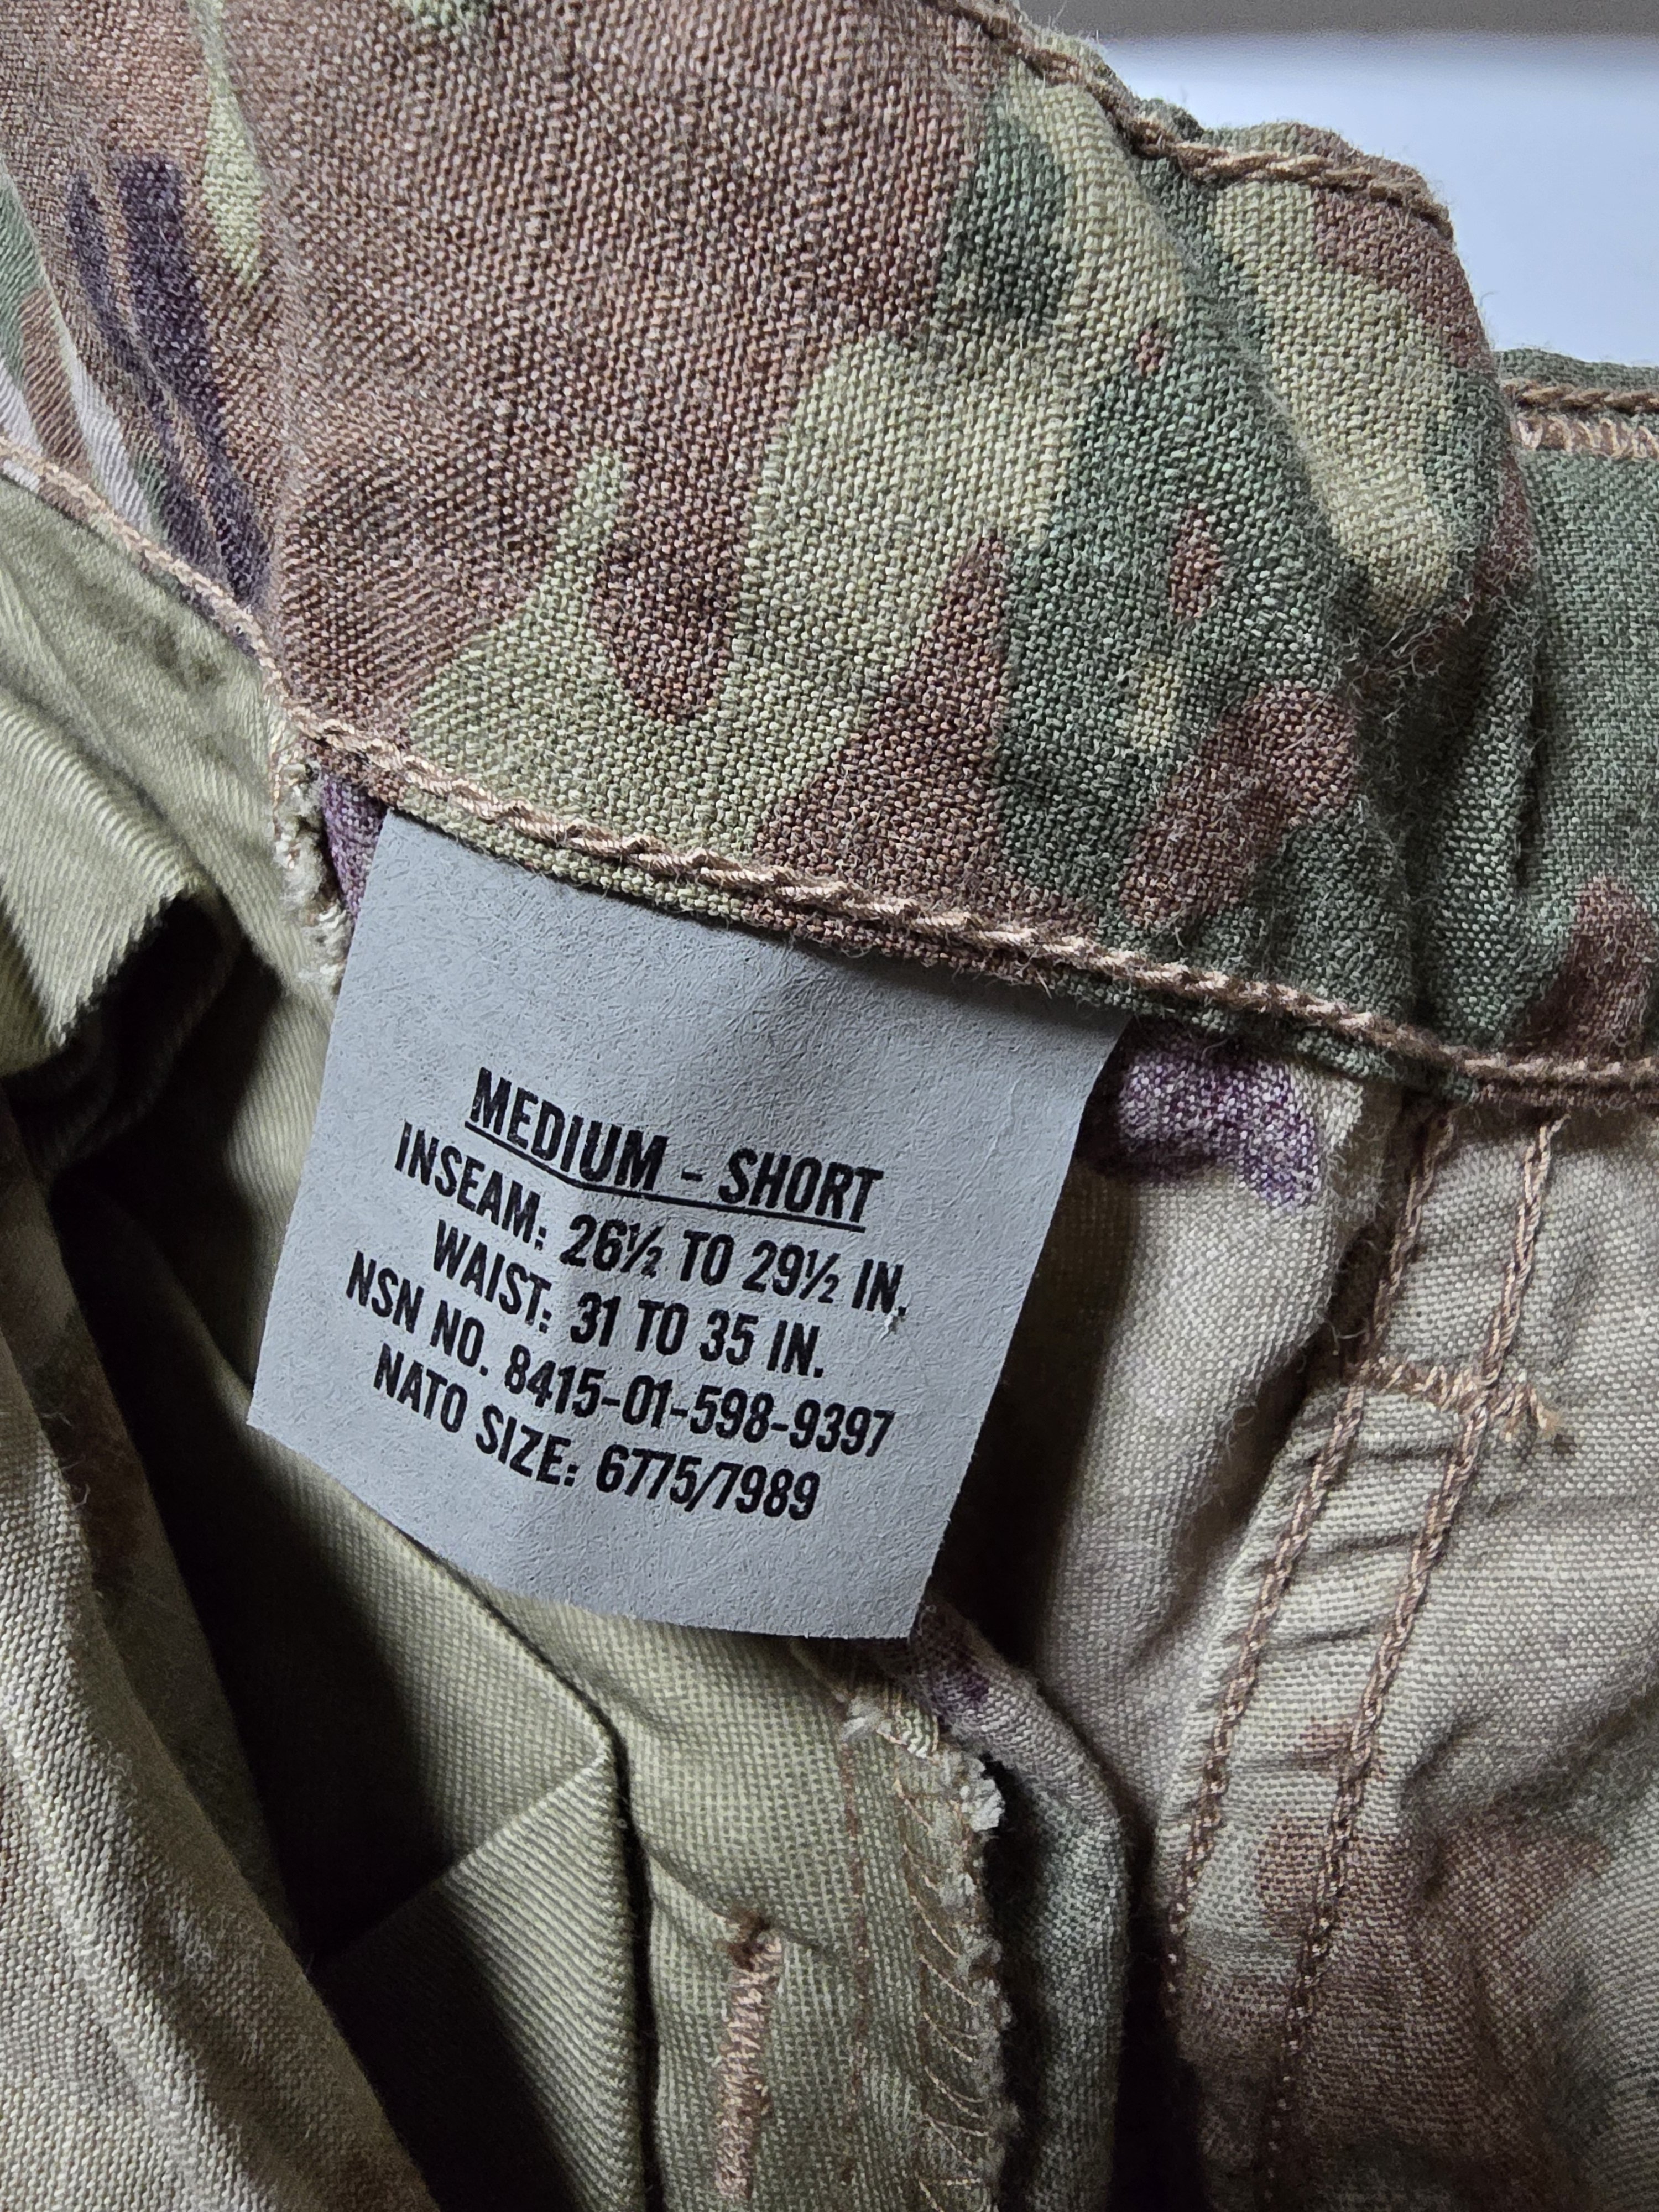 MEDIUM - SHORT
INSEAM: 26½ TO 29½ IN.
WAIST: 31 TO 35 IN.
NSN NO. 8415-01-598-9397
NATO SIZE: 6775/7989